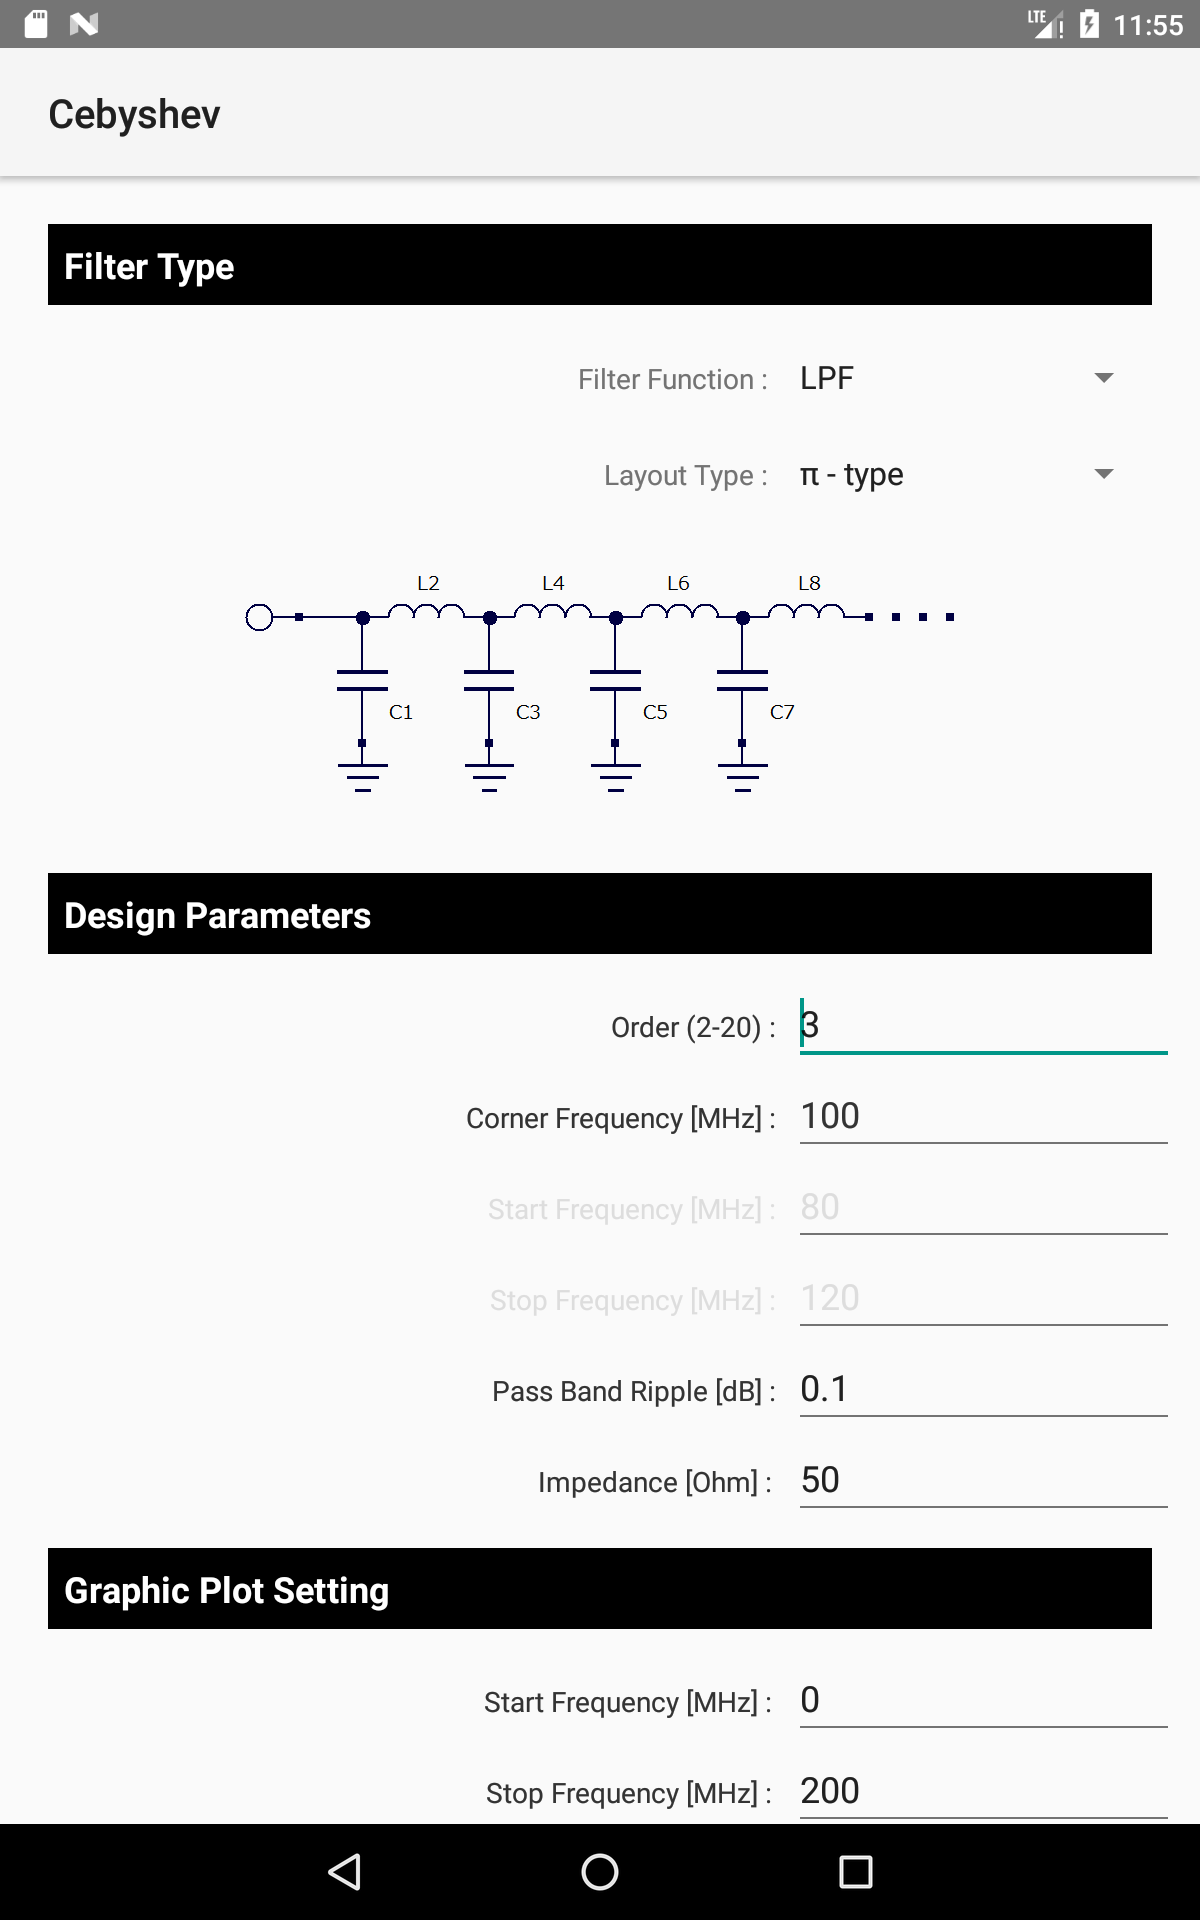 LTE 11:55
Cebyshev
Filter Type
Filter Function : LPF
Layout Type : π - type
L2 L4 L6 L8
C1 C3 C5 C7
Design Parameters
Order (2-20) : 3
Corner Frequency [MHz] : 100
Start Frequency [MHz] : 80
Stop Frequency [MHz] : 120
Pass Band Ripple [dB] : 0.1
Impedance [Ohm] : 50
Graphic Plot Setting
Start Frequency [MHz] : 0
Stop Frequency [MHz] : 200